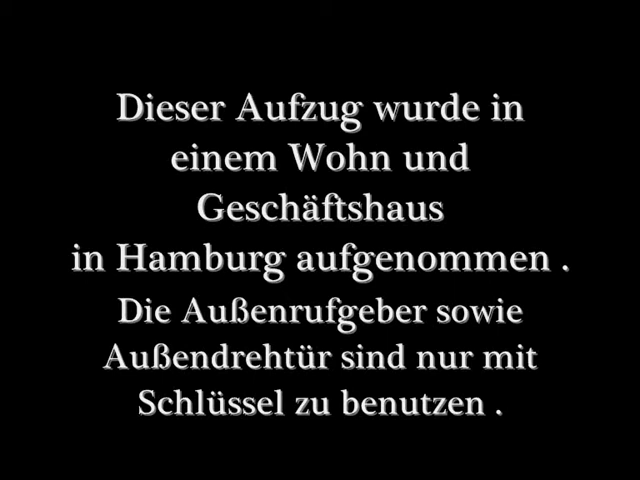 Dieser Aufzug wurde in
einem Wohn und
Geschäftshaus
in Hamburg aufgenommen .
Die Außenrufgeber sowie
Außendrehtür sind nur mit
Schlüssel zu benutzen .